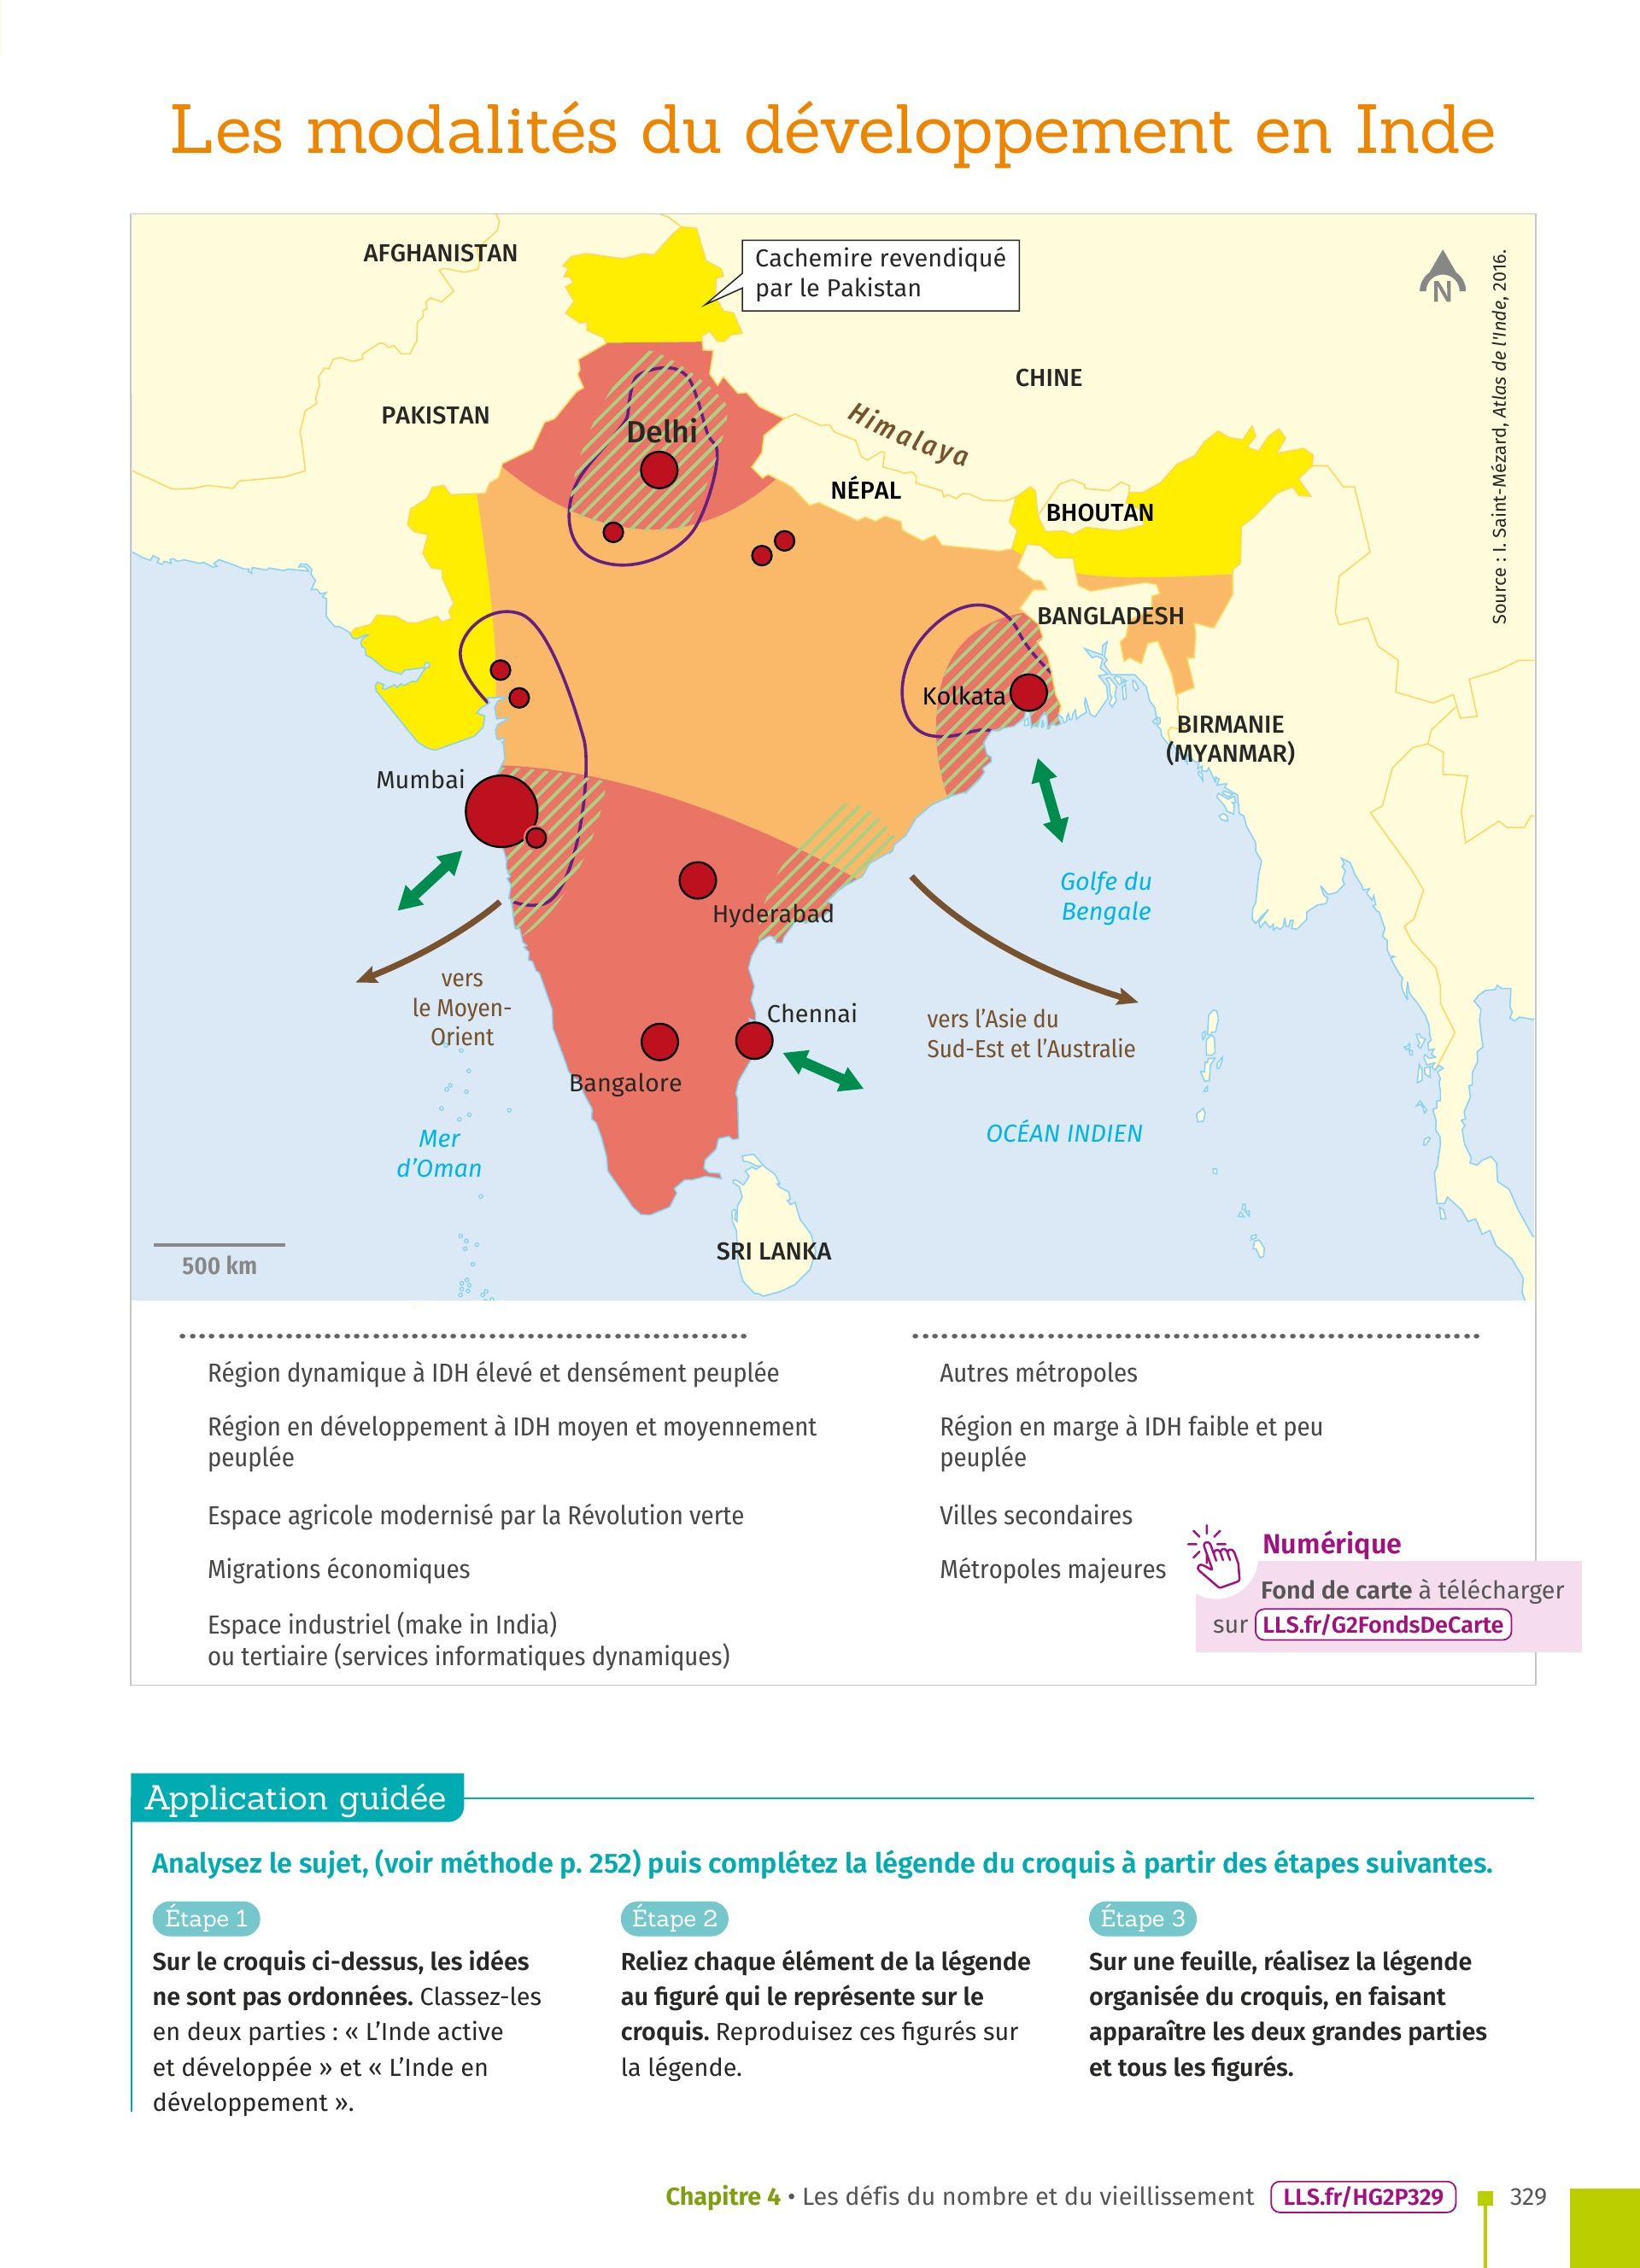 Les modalités du développement en Inde
AFGHANISTAN
Cachemire revendiqué
par le Pakistan
N
Source : I. Saint-Mézard, Atlas de l'Inde, 2016.
CHINE
PAKISTAN
Himalaya
Delhi
NÉPAL
BHOUTAN
BANGLADESH
Kolkata
BIRMANIE
(MYANMAR)
Mumbai
Golfe du
Bengale
Hyderabad
vers
le Moyen-
Orient
Chennai
vers l'Asie du
Sud-Est et l'Australie
Bangalore
Mer
d'Oman
OCÉAN INDIEN
SRI LANKA
500 km
Région dynamique à IDH élevé et densément peuplée
Région en développement à IDH moyen et moyennement
peuplée
Espace agricole modernisé par la Révolution verte
Migrations économiques
Espace industriel (make in India)
ou tertiaire (services informatiques dynamiques)
Autres métropoles
Région en marge à IDH faible et peu
peuplée
Villes secondaires
Métropoles majeures
Numérique
Fond de carte à télécharger
sur LLS.fr/G2FondsDeCarte
Application guidée
Analysez le sujet, (voir méthode p. 252) puis complétez la légende du croquis à partir des étapes suivantes.
Étape 1
Sur le croquis ci-dessus, les idées
ne sont pas ordonnées. Classez-les
en deux parties : « L'Inde active
et développée » et « L'Inde en
développement ».
Étape 2
Reliez chaque élément de la légende
au figuré qui le représente sur le
croquis. Reproduisez ces figurés sur
la légende.
Étape 3
Sur une feuille, réalisez la légende
organisée du croquis, en faisant
apparaître les deux grandes parties
et tous les figurés.
Chapitre 4 • Les défis du nombre et du vieillissement LLS.fr/HG2P329 329